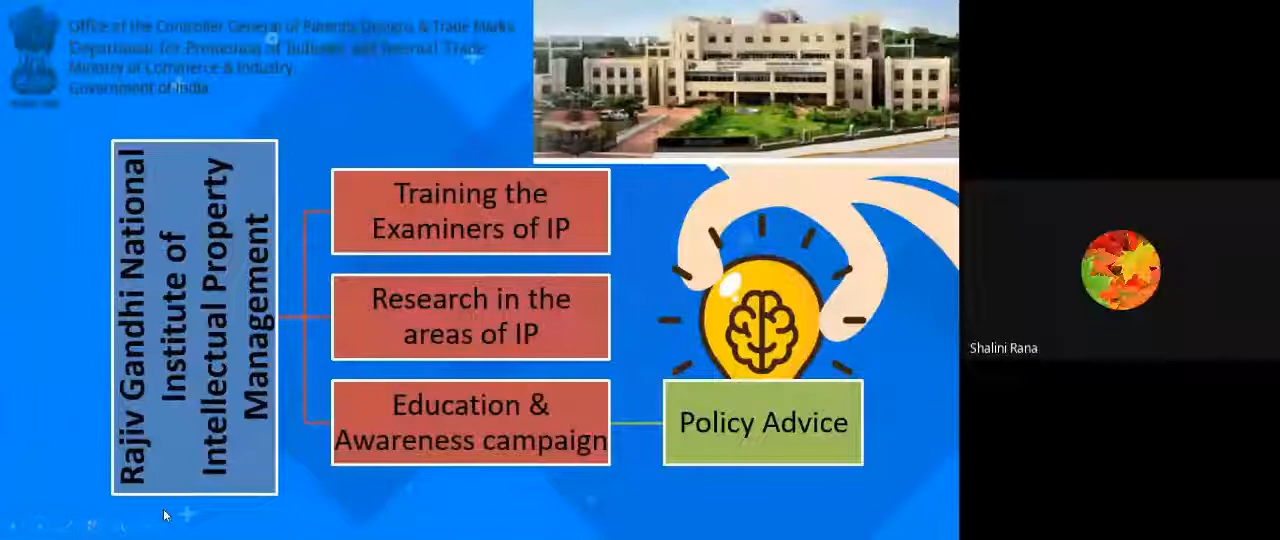 Office of the Controller General of Patents Designs & Trade Marks
Department for Promotion of Industry and Internal Trade
Ministry of Commerce & Industry
Government of India
Rajiv Gandhi National
Institute of
Intellectual Property
Management
Training the
Examiners of IP
Research in the
areas of IP
Education &
Awareness campaign
Policy Advice
Shalini Rana